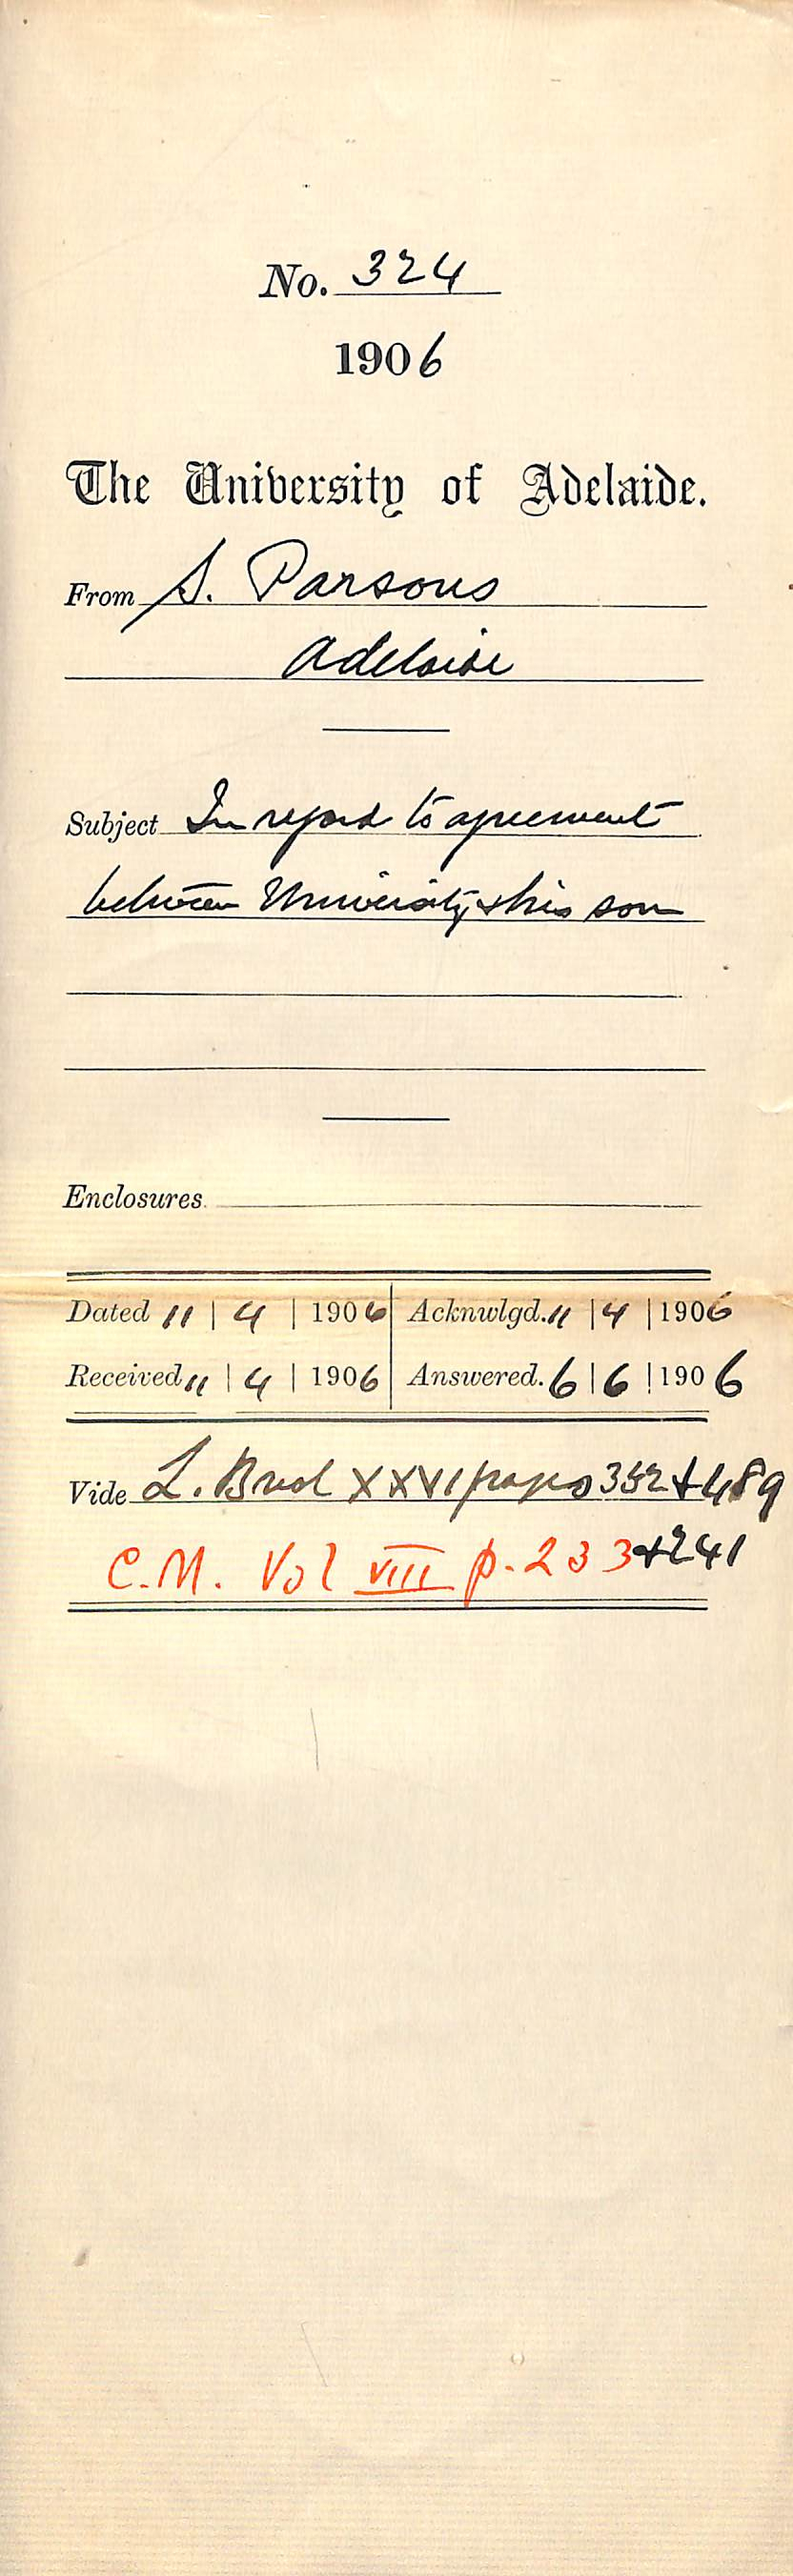 No. 324
1906
The University of Adelaide.
From S. Parsons
Adelaide
Subject In regard to agreement
between University & his son
Enclosures
Dated 11 | 4 | 1906 Acknwlgd. 11 | 4 | 1906
Received 11 | 4 | 1906 Answered. 6 | 6 | 1906
Vide L. Book XXVI pages 352 & 489
C.M. Vol VIII p. 233 & 241